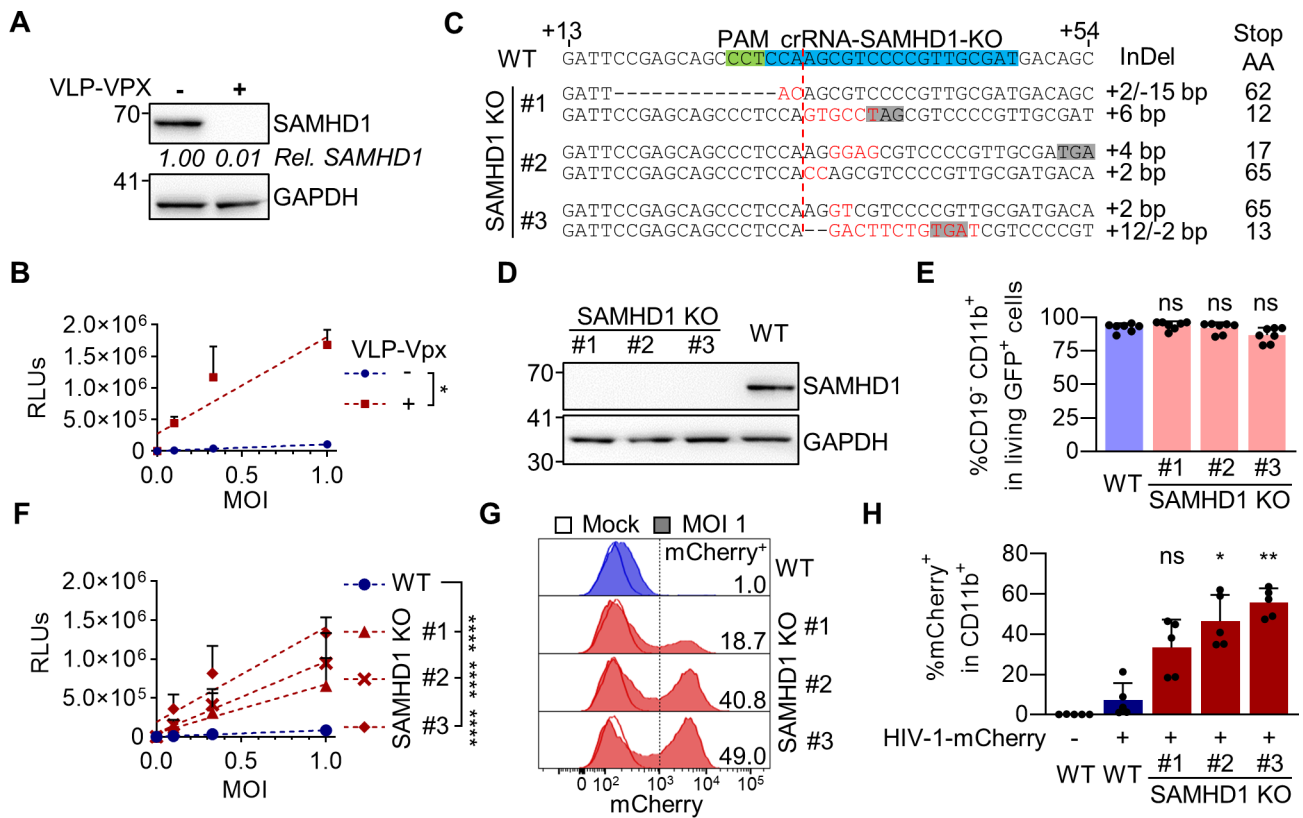 A
VLP-VPX - +
70
SAMHD1
1.00 0.01 Rel. SAMHD1
41
GAPDH
C
+13 PAM crRNA-SAMHD1-KO +54 InDel Stop AA
WT GATTCCGAGCAGCCCTCCAAGCGTCCCCGTTGCGATGACAGC
SAMHD1 KO
#1 GATT-------------ACAGCGTCCCCGTTGCGATGACAGC +2/-15 bp 62
GATTCCGAGCAGCCCTCCAGTGCCTTAGCGTCCCCGTTGCGAT +6 bp 12
#2 GATTCCGAGCAGCCCTCCAAGGGAGCGTCCCCGTTGCGATGA +4 bp 17
GATTCCGAGCAGCCCTCCACCAGCGTCCCCGTTGCGATGACA +2 bp 65
#3 GATTCCGAGCAGCCCTCCAAGGTCGTCCCCGTTGCGATGACA +2 bp 65
GATTCCGAGCAGCCCTCCA--GACTTCTGTGATCGTCCCCGT +12/-2 bp 13
B
RLUs
2.0×10⁶
1.5×10⁶
1.0×10⁶
5.0×10⁵
0
0.0 0.5 1.0
MOI
VLP-Vpx
-
+
*
D
SAMHD1 KO WT
#1 #2 #3
70
SAMHD1
41
GAPDH
30
E
%CD19⁻ CD11b⁺
in living GFP⁺ cells
100
75
50
25
0
ns ns ns
WT #1 #2 #3
SAMHD1 KO
F
RLUs
2.0×10⁶
1.5×10⁶
1.0×10⁶
5.0×10⁵
0
0.0 0.5 1.0
MOI
WT
SAMHD1 KO
#1
#2
#3
**** **** ****
G
Mock MOI 1
mCherry⁺
1.0 WT
SAMHD1 KO
18.7 #1
40.8 #2
49.0 #3
0 10² 10³ 10⁴ 10⁵
mCherry
H
%mCherry⁺
in CD11b⁺
80
60
40
20
0
ns * **
HIV-1-mCherry - + + + +
WT WT #1 #2 #3
SAMHD1 KO